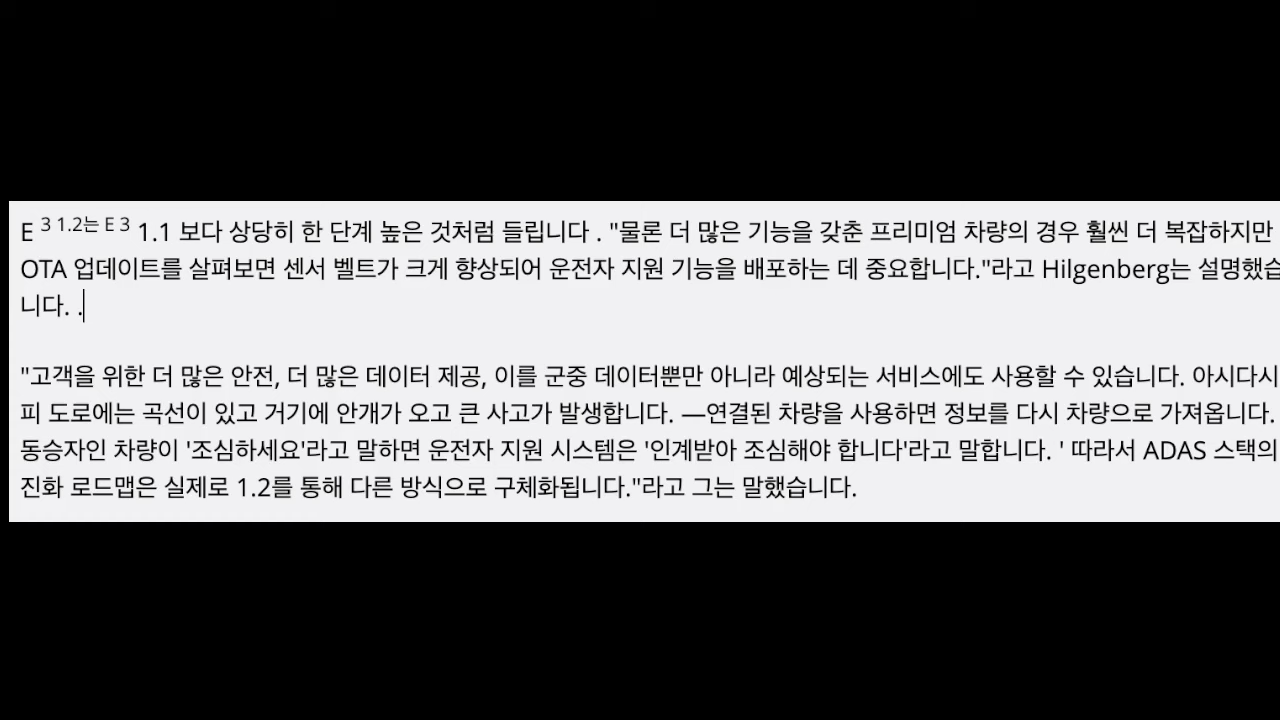 E 3 1.2는 E 3 1.1 보다 상당히 한 단계 높은 것처럼 들립니다 . "물론 더 많은 기능을 갖춘 프리미엄 차량의 경우 훨씬 더 복잡하지만
OTA 업데이트를 살펴보면 센서 벨트가 크게 향상되어 운전자 지원 기능을 배포하는 데 중요합니다."라고 Hilgenberg는 설명했습
니다. .
"고객을 위한 더 많은 안전, 더 많은 데이터 제공, 이를 군중 데이터뿐만 아니라 예상되는 서비스에도 사용할 수 있습니다. 아시다시
피 도로에는 곡선이 있고 거기에 안개가 오고 큰 사고가 발생합니다. —연결된 차량을 사용하면 정보를 다시 차량으로 가져옵니다.
동승자인 차량이 '조심하세요'라고 말하면 운전자 지원 시스템은 '인계받아 조심해야 합니다'라고 말합니다. ' 따라서 ADAS 스택의
진화 로드맵은 실제로 1.2를 통해 다른 방식으로 구체화됩니다."라고 그는 말했습니다.